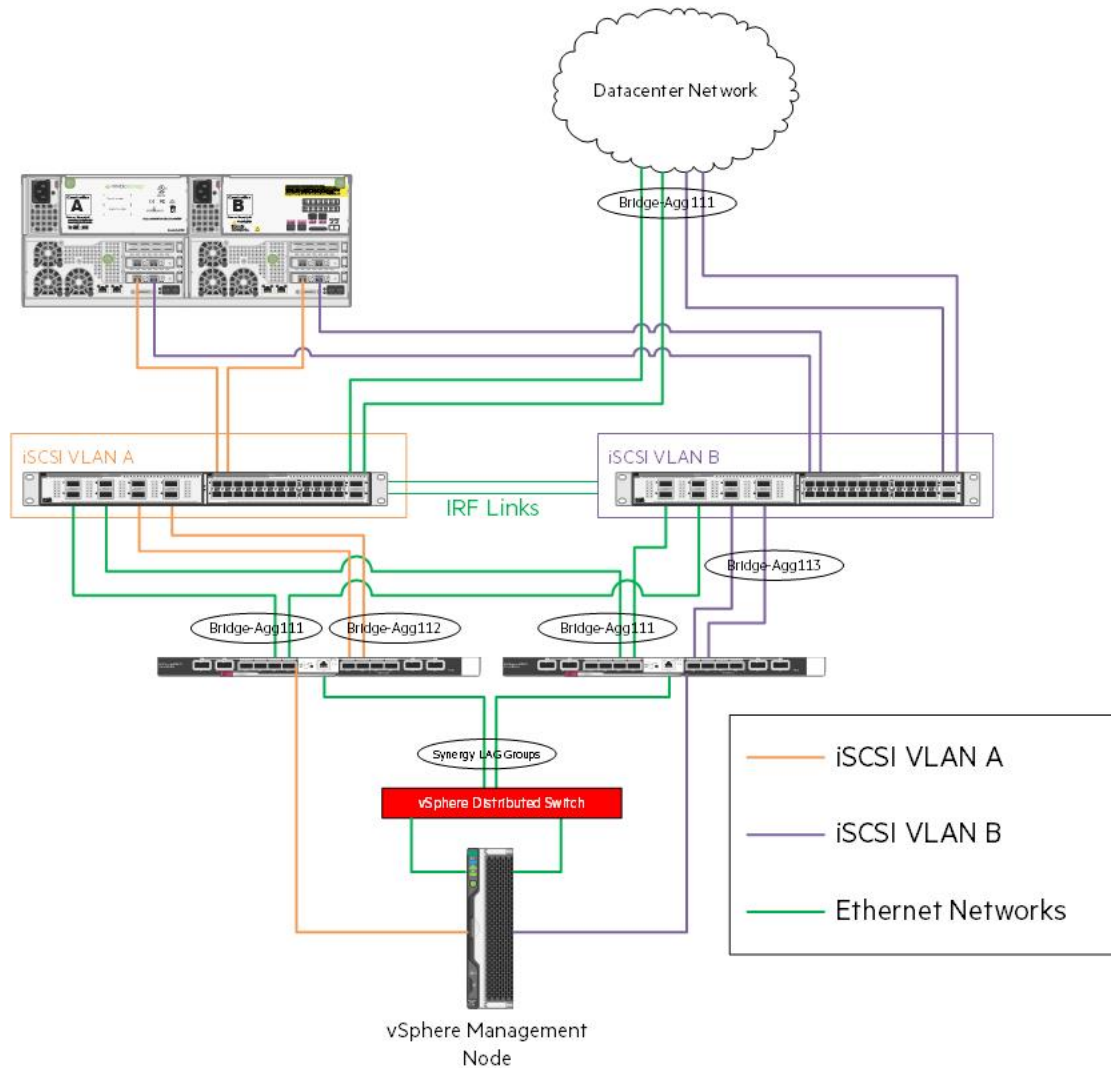 Datacenter Network
Bridge-Agg111
A
B
iSCSI VLAN A
iSCSI VLAN B
IRF Links
Bridge-Agg113
Bridge-Agg111
Bridge-Agg112
Bridge-Agg111
Synergy LAG Groups
vSphere Distributed Switch
iSCSI VLAN A
iSCSI VLAN B
Ethernet Networks
vSphere Management
Node